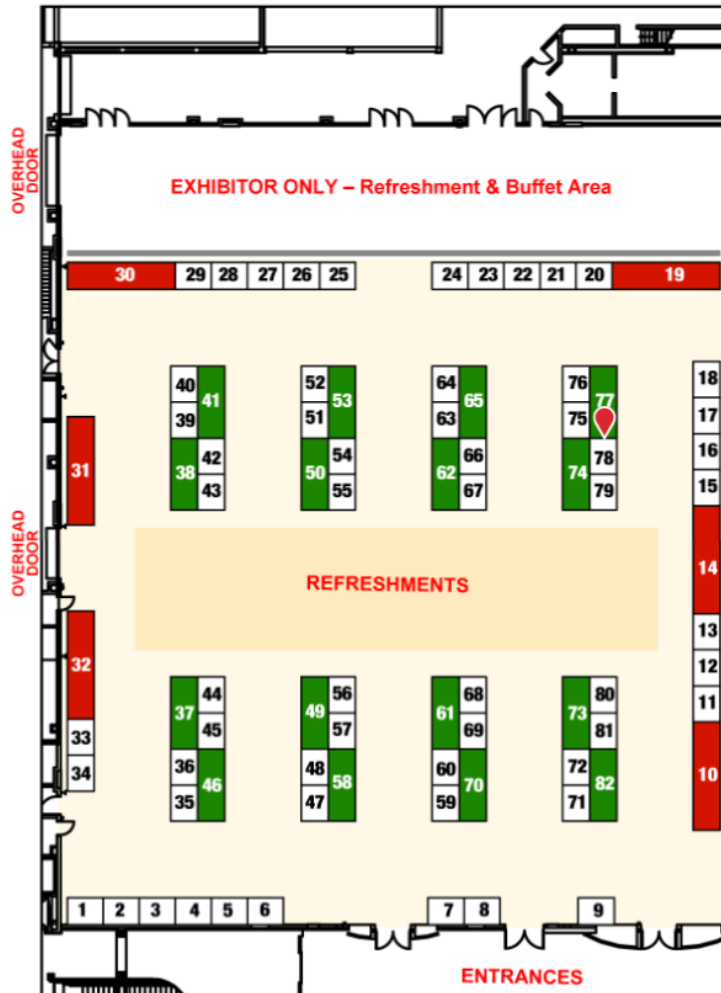 OVERHEAD
DOOR
EXHIBITOR ONLY – Refreshment & Buffet Area
30 29 28 27 26 25 24 23 22 21 20 19
40 41 52 53 64 65 76 77 18
39 51 63 75 17
31 38 42 50 54 62 66 74 78 16
43 55 67 79 15
OVERHEAD
DOOR
REFRESHMENTS
14
13
32 37 44 49 56 61 68 73 80 12
33 45 57 69 81 11
34 36 46 48 58 60 70 72 82 10
35 47 59 71
1 2 3 4 5 6 7 8 9
ENTRANCES